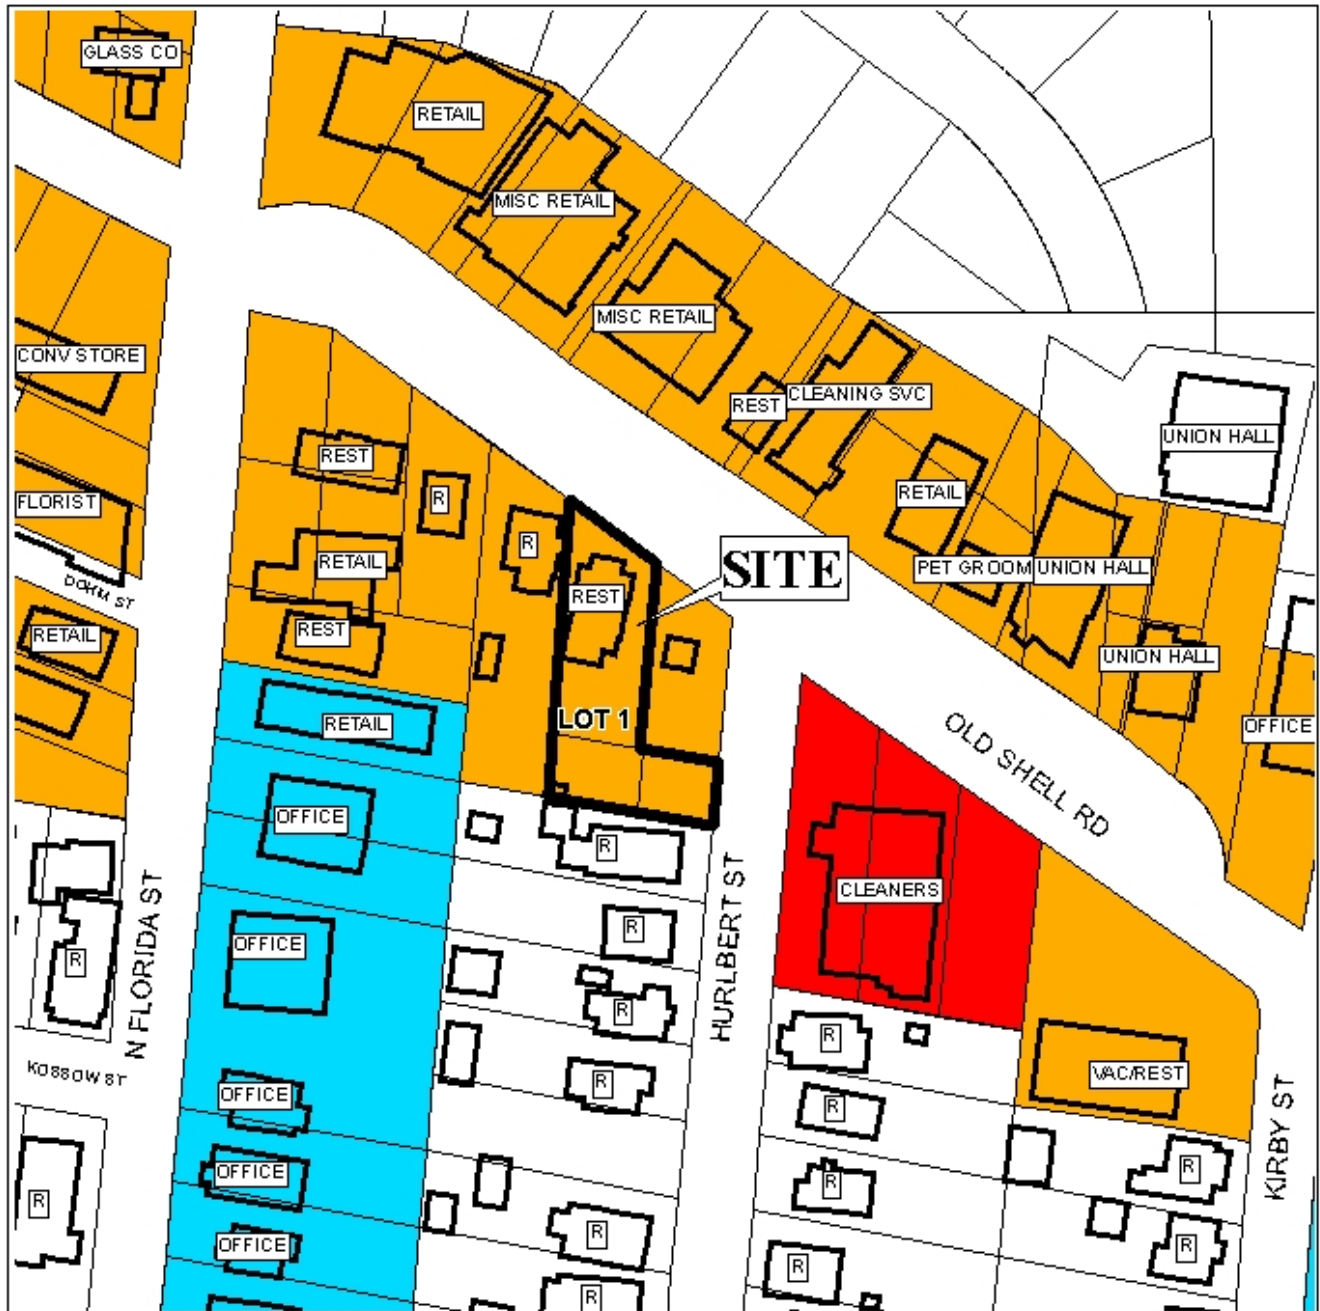 GLASS CO
RETAIL
MISC RETAIL
MISC RETAIL
CONV STORE
REST
CLEANING SVC
UNION HALL
REST
R
RETAIL
FLORIST
R
RETAIL
SITE
PET GROOM
UNION HALL
DOHM ST
REST
RETAIL
REST
UNION HALL
RETAIL
LOT 1
OFFICE
OLD SHELL RD
OFFICE
R
CLEANERS
HURLBERT ST
N FLORIDA ST
R
OFFICE
R
R
R
KOSSOW ST
R
VAC/REST
OFFICE
R
KIRBY ST
OFFICE
R
R
R
R
OFFICE
R
R
R